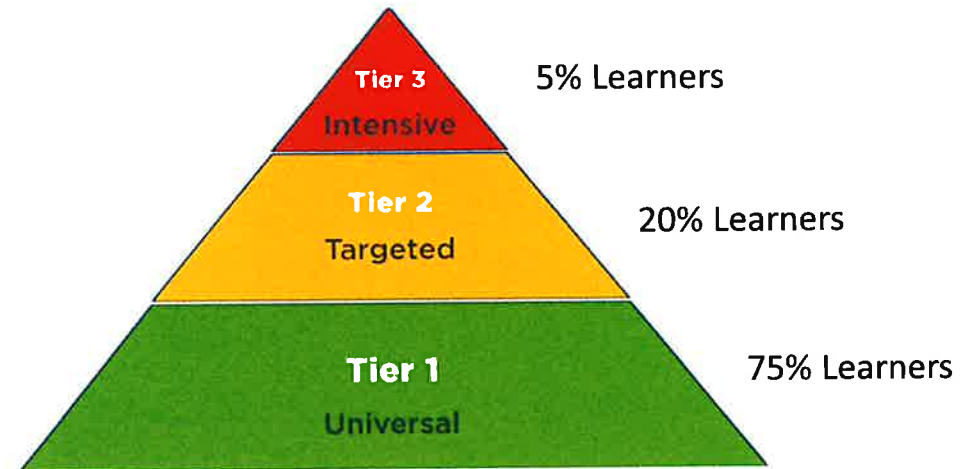 Tier 3
Intensive
5% Learners
Tier 2
Targeted
20% Learners
Tier 1
Universal
75% Learners